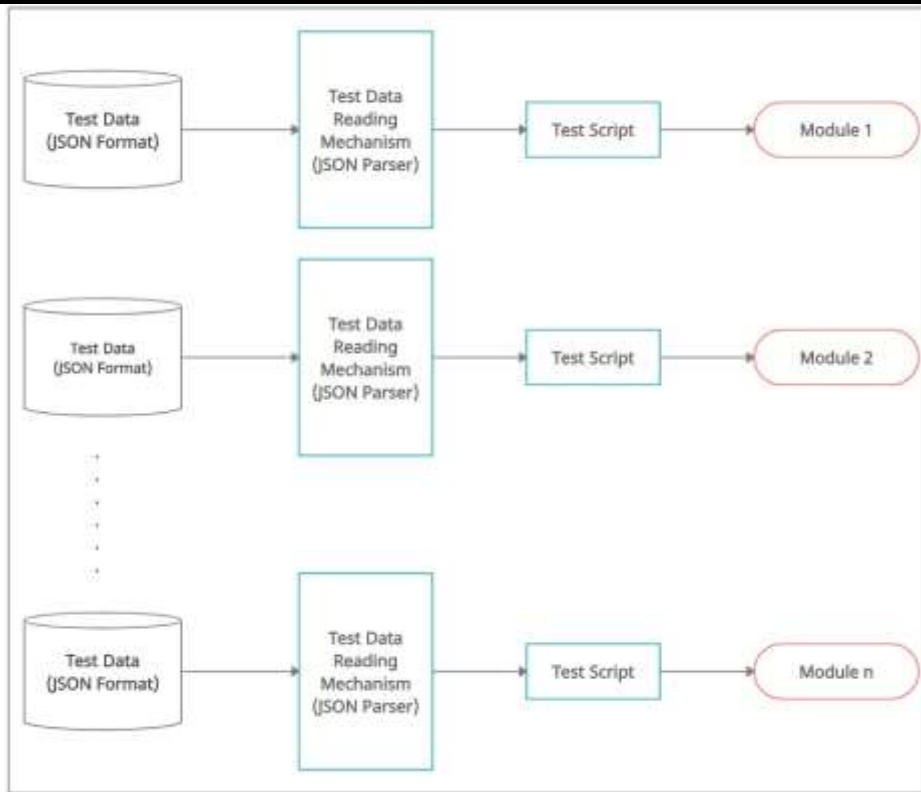 Test Data
(JSON Format)
Test Data
Reading
Mechanism
(JSON Parser)
Test Script
Module 1
Test Data
(JSON Format)
Test Data
Reading
Mechanism
(JSON Parser)
Test Script
Module 2
Test Data
(JSON Format)
Test Data
Reading
Mechanism
(JSON Parser)
Test Script
Module n